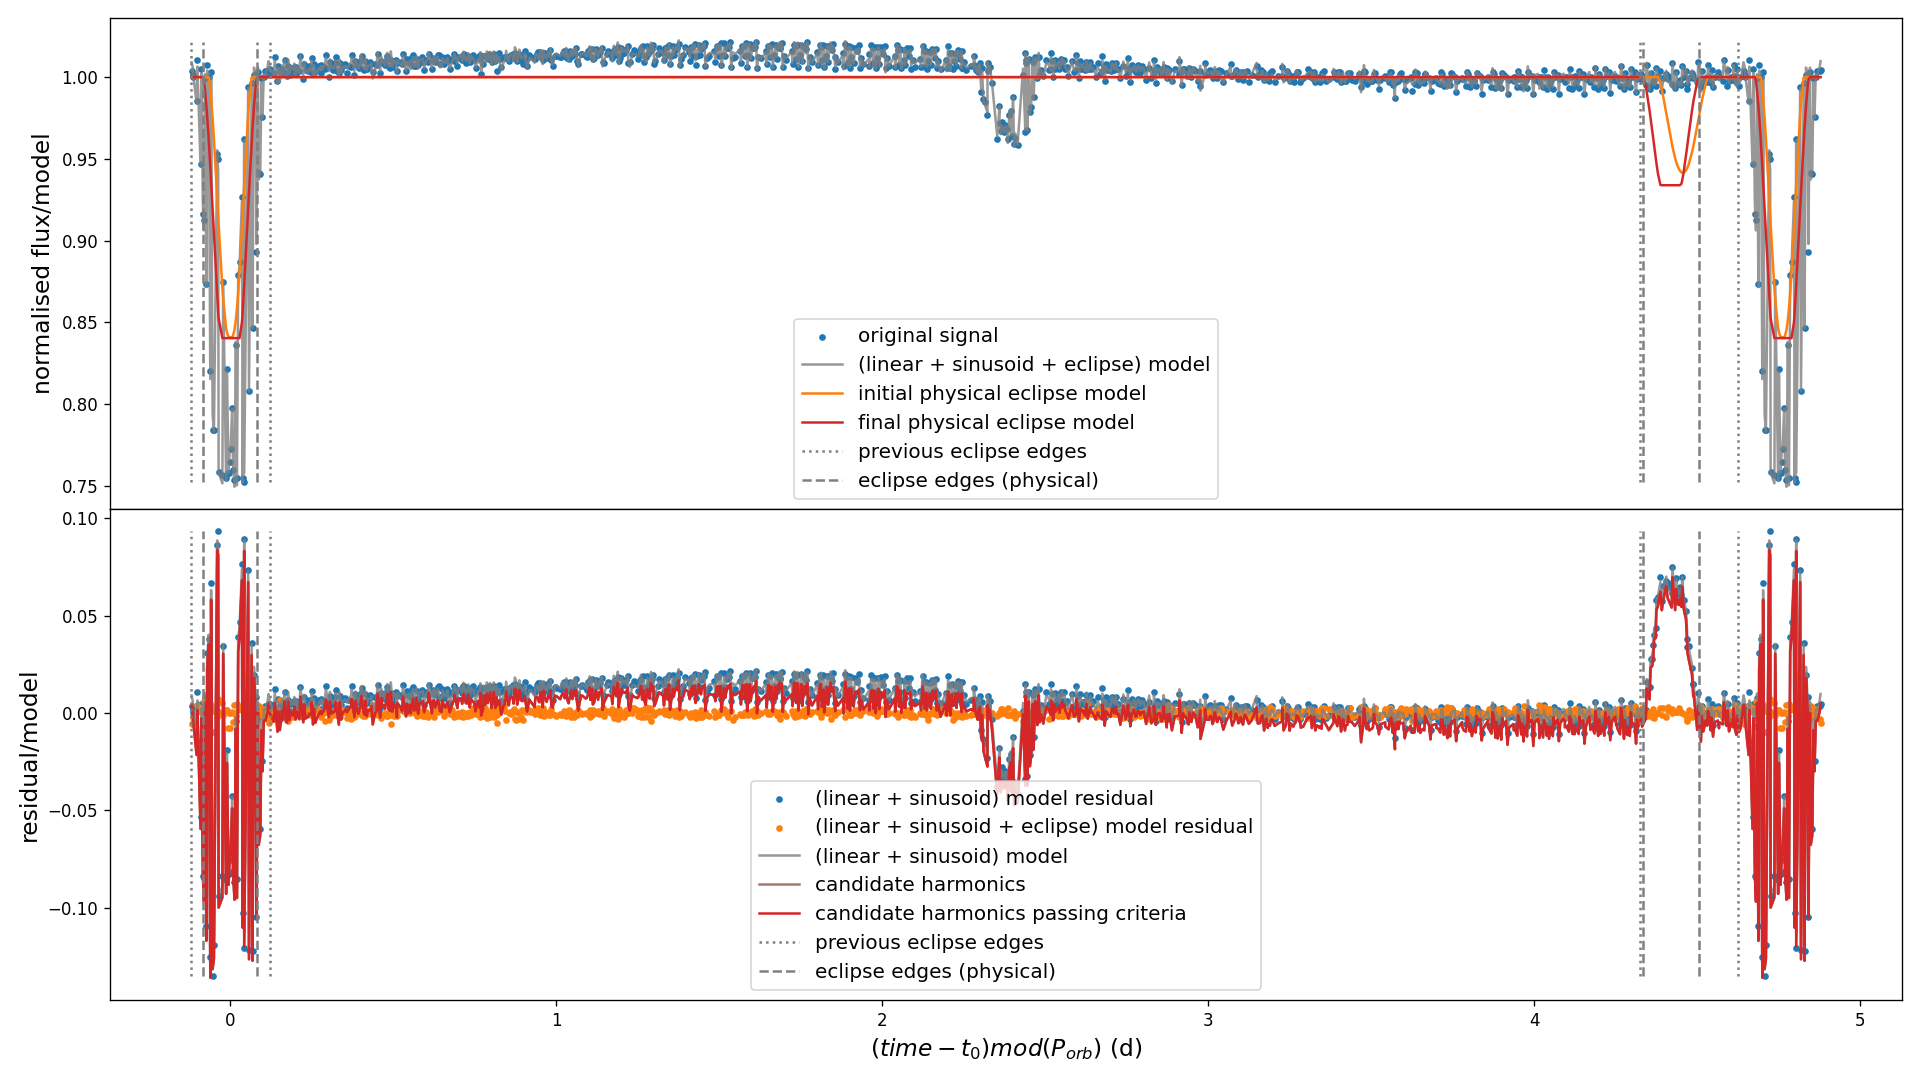 normalised flux/model
1.00
0.95
0.90
0.85
0.80
0.75
original signal
(linear + sinusoid + eclipse) model
initial physical eclipse model
final physical eclipse model
previous eclipse edges
eclipse edges (physical)
residual/model
0.10
0.05
0.00
−0.05
−0.10
(linear + sinusoid) model residual
(linear + sinusoid + eclipse) model residual
(linear + sinusoid) model
candidate harmonics
candidate harmonics passing criteria
previous eclipse edges
eclipse edges (physical)
0 1 2 3 4 5
(time − t₀)mod(P_orb) (d)